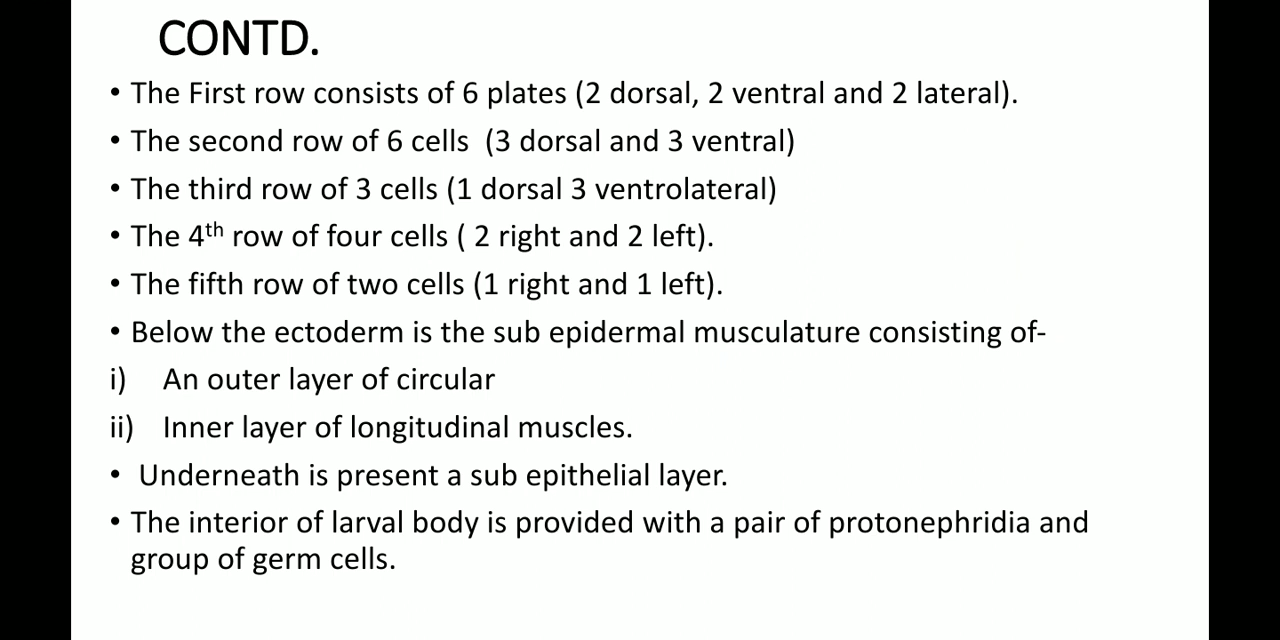 CONTD.
• The First row consists of 6 plates (2 dorsal, 2 ventral and 2 lateral).
• The second row of 6 cells  (3 dorsal and 3 ventral)
• The third row of 3 cells (1 dorsal 3 ventrolateral)
• The 4th row of four cells ( 2 right and 2 left).
• The fifth row of two cells (1 right and 1 left).
• Below the ectoderm is the sub epidermal musculature consisting of-
i) An outer layer of circular
ii) Inner layer of longitudinal muscles.
• Underneath is present a sub epithelial layer.
• The interior of larval body is provided with a pair of protonephridia and
group of germ cells.